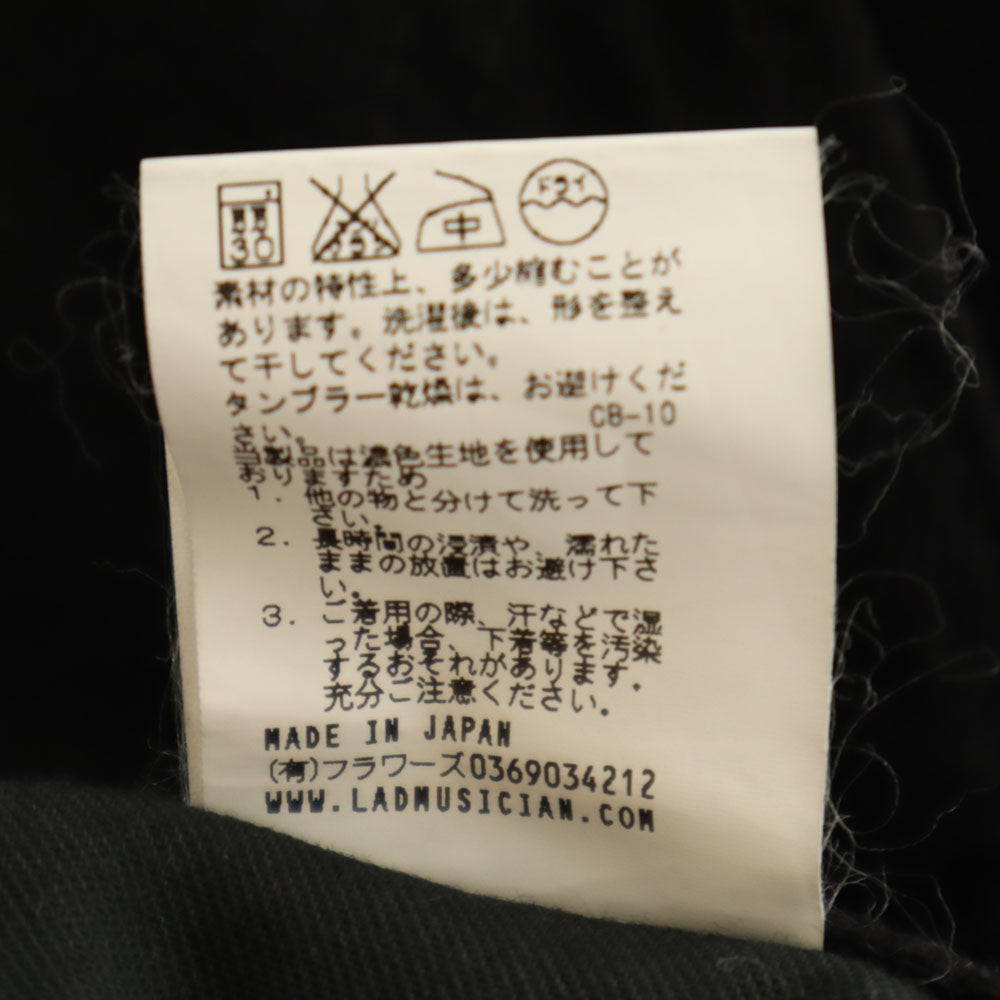 弱 30 エンソサラシ 中 ドライ
素材の特性上、多少縮むことが
あります。洗濯後は、形を整え
て干してください。
タンブラー乾燥は、お避けくだ
さい。
CB-10
当製品は濃色生地を使用して
おりますため
1. 他の物と分けて洗って下
さい。
2. 長時間の浸漬や、濡れた
ままの放置はお避け下さ
い。
3. ご着用の際、汗などで湿
った場合、下着等を汚染
するおそれがあります。
充分ご注意ください。
MADE IN JAPAN
(有)フラワーズ0369034212
WWW.LADMUSICIAN.COM